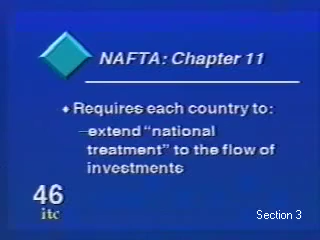 NAFTA: Chapter 11
♦ Requires each country to:
–extend “national
treatment” to the flow of
investments
46
itc
Section 3